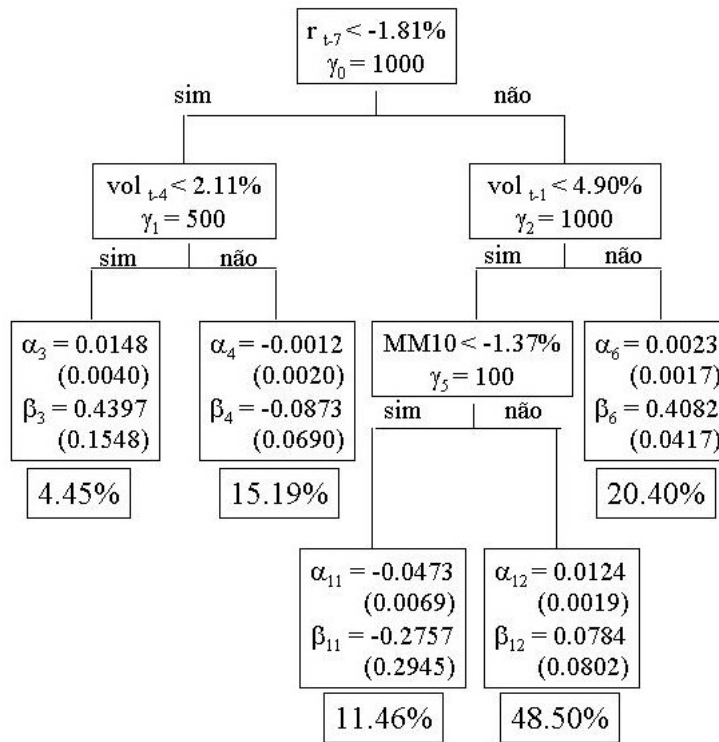 r t-7 < -1.81%
γ0 = 1000
sim não
vol t-4 < 2.11%
γ1 = 500
vol t-1 < 4.90%
γ2 = 1000
sim não
sim não
α3 = 0.0148
(0.0040)
β3 = 0.4397
(0.1548)
4.45%
α4 = -0.0012
(0.0020)
β4 = -0.0873
(0.0690)
15.19%
MM10 < -1.37%
γ5 = 100
sim não
α6 = 0.0023
(0.0017)
β6 = 0.4082
(0.0417)
20.40%
α11 = -0.0473
(0.0069)
β11 = -0.2757
(0.2945)
11.46%
α12 = 0.0124
(0.0019)
β12 = 0.0784
(0.0802)
48.50%